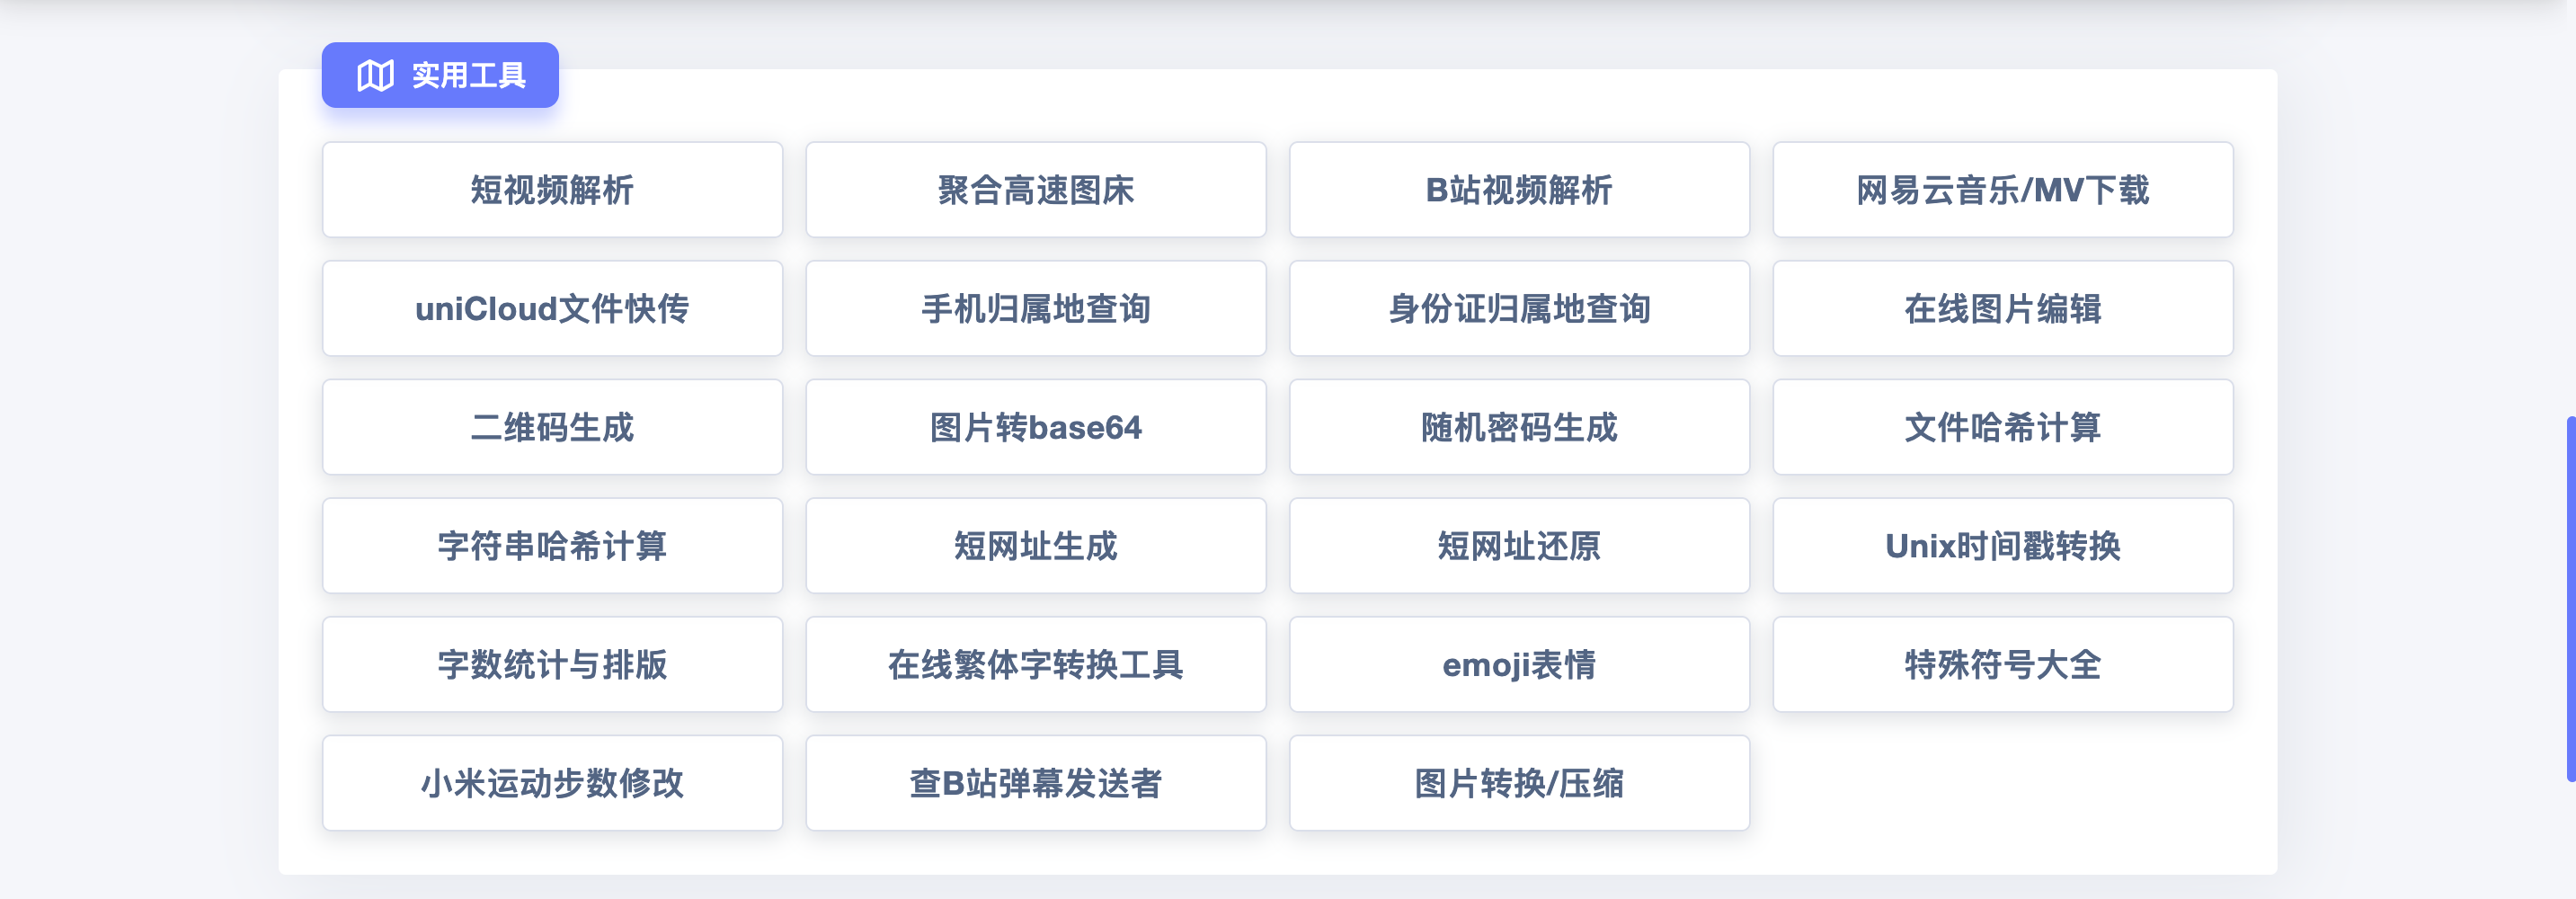 实用工具
短视频解析
聚合高速图床
B站视频解析
网易云音乐/MV下载
uniCloud文件快传
手机归属地查询
身份证归属地查询
在线图片编辑
二维码生成
图片转base64
随机密码生成
文件哈希计算
字符串哈希计算
短网址生成
短网址还原
Unix时间戳转换
字数统计与排版
在线繁体字转换工具
emoji表情
特殊符号大全
小米运动步数修改
查B站弹幕发送者
图片转换/压缩